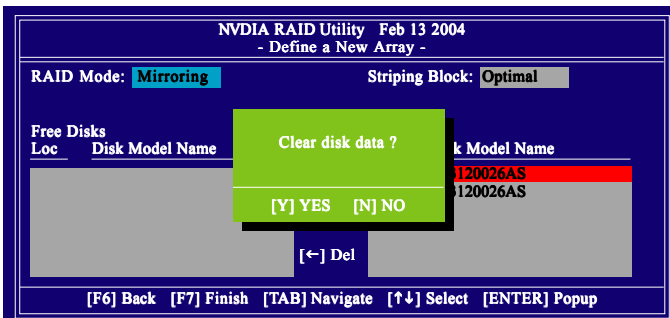 NVDIA RAID Utility Feb 13 2004
- Define a New Array -
RAID Mode: Mirroring Striping Block: Optimal
Free Disks
Loc Disk Model Name k Model Name
Clear disk data ?
120026AS
120026AS
[Y] YES [N] NO
[←] Del
[F6] Back [F7] Finish [TAB] Navigate [↑↓] Select [ENTER] Popup